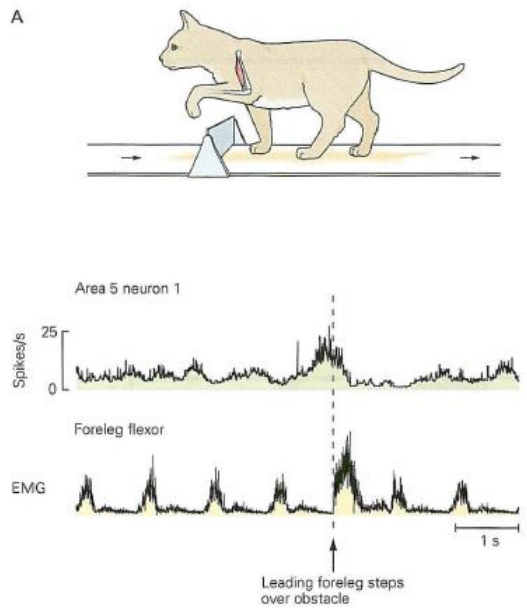 A
Area 5 neuron 1
25
Spikes/s
0
Foreleg flexor
EMG
1 s
Leading foreleg steps
over obstacle